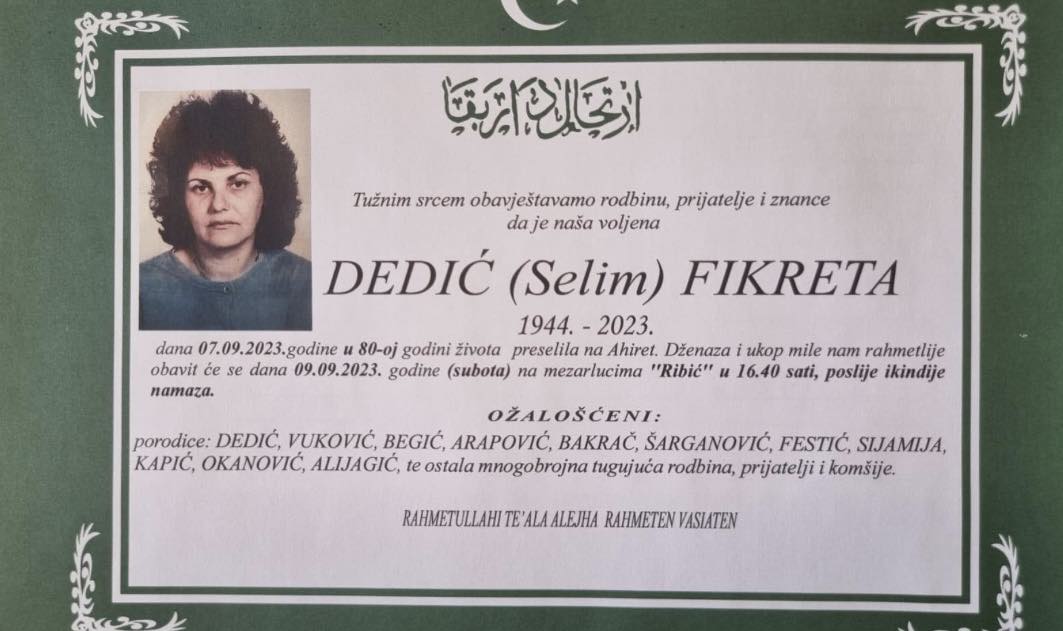 Tužnim srcem obavještavamo rodbinu, prijatelje i znance
da je naša voljena
DEDIĆ (Selim) FIKRETA
1944. - 2023.
dana 07.09.2023.godine u 80-oj godini života preselila na Ahiret. Dženaza i ukop mile nam rahmetlije
obavit će se dana 09.09.2023. godine (subota) na mezarlucima "Ribić" u 16.40 sati, poslije ikindije
namaza.
OŽALOŠĆENI:
porodice: DEDIĆ, VUKOVIĆ, BEGIĆ, ARAPOVIĆ, BAKRAČ, ŠARGANOVIĆ, FESTIĆ, SIJAMIJA,
KAPIĆ, OKANOVIĆ, ALIJAGIĆ, te ostala mnogobrojna tugujuća rodbina, prijatelji i komšije.
RAHMETULLAHI TE'ALA ALEJHA RAHMETEN VASIATEN